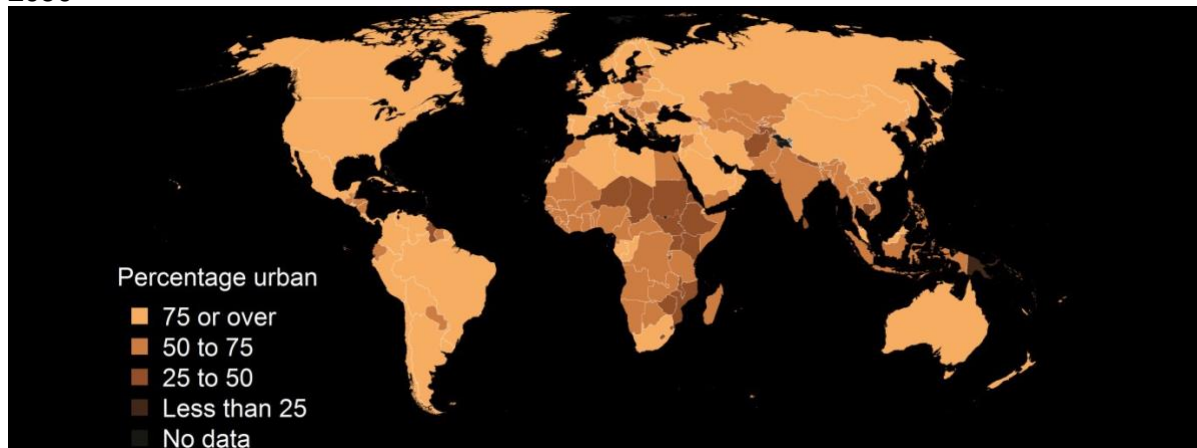 Percentage urban
75 or over
50 to 75
25 to 50
Less than 25
No data